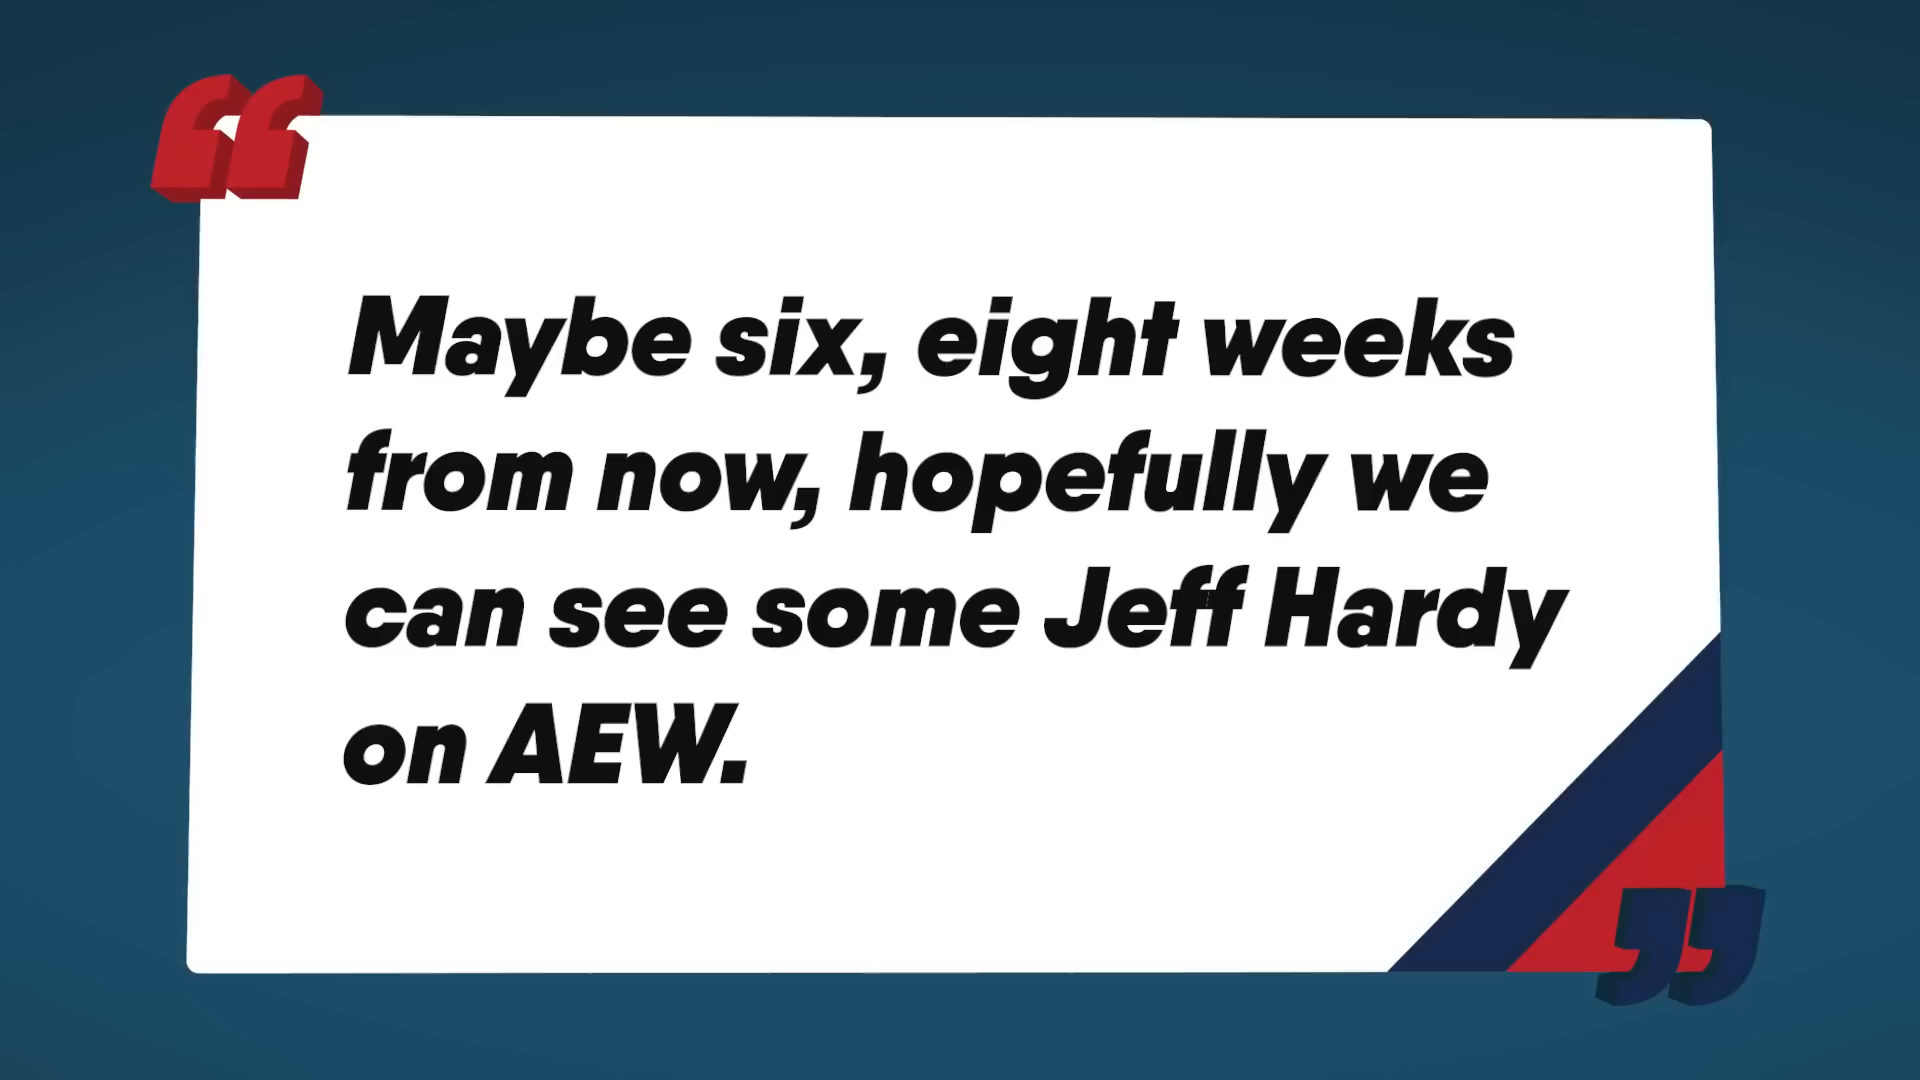 Maybe six, eight weeks
from now, hopefully we
can see some Jeff Hardy
on AEW.